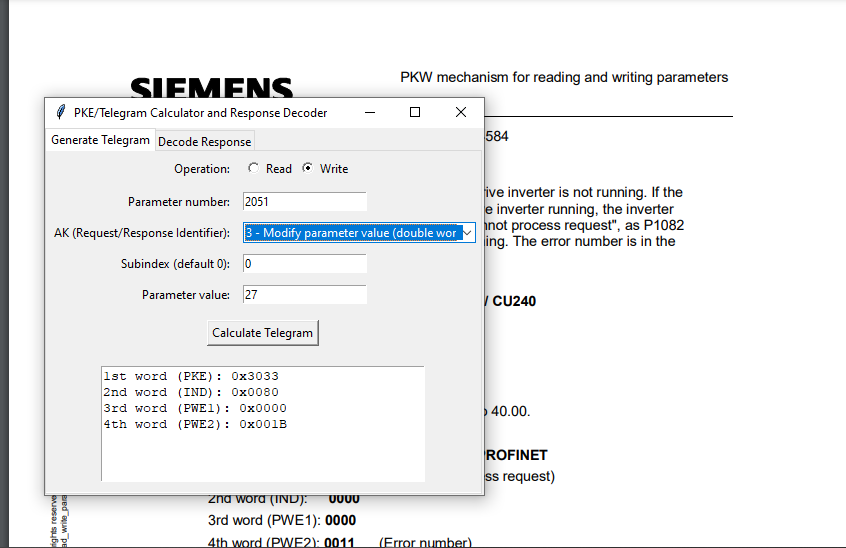 SIEMENS
PKW mechanism for reading and writing parameters
PKE/Telegram Calculator and Response Decoder
Generate Telegram
Decode Response
584
Operation: Read Write
Parameter number: 2051
AK (Request/Response Identifier): 3 - Modify parameter value (double wor
Subindex (default 0): 0
Parameter value: 27
Calculate Telegram
1st word (PKE): 0x3033
2nd word (IND): 0x0080
3rd word (PWE1): 0x0000
4th word (PWE2): 0x001B
inverter is not running. If the
e inverter running, the inverter
not process request", as P1082
ing. The error number is in the
/ CU240
40.00.
ROFINET
ss request)
2nd word (IND): 0000
3rd word (PWE1): 0000
4th word (PWE2): 0011 (Error number)
rights reserve
ad_write_para